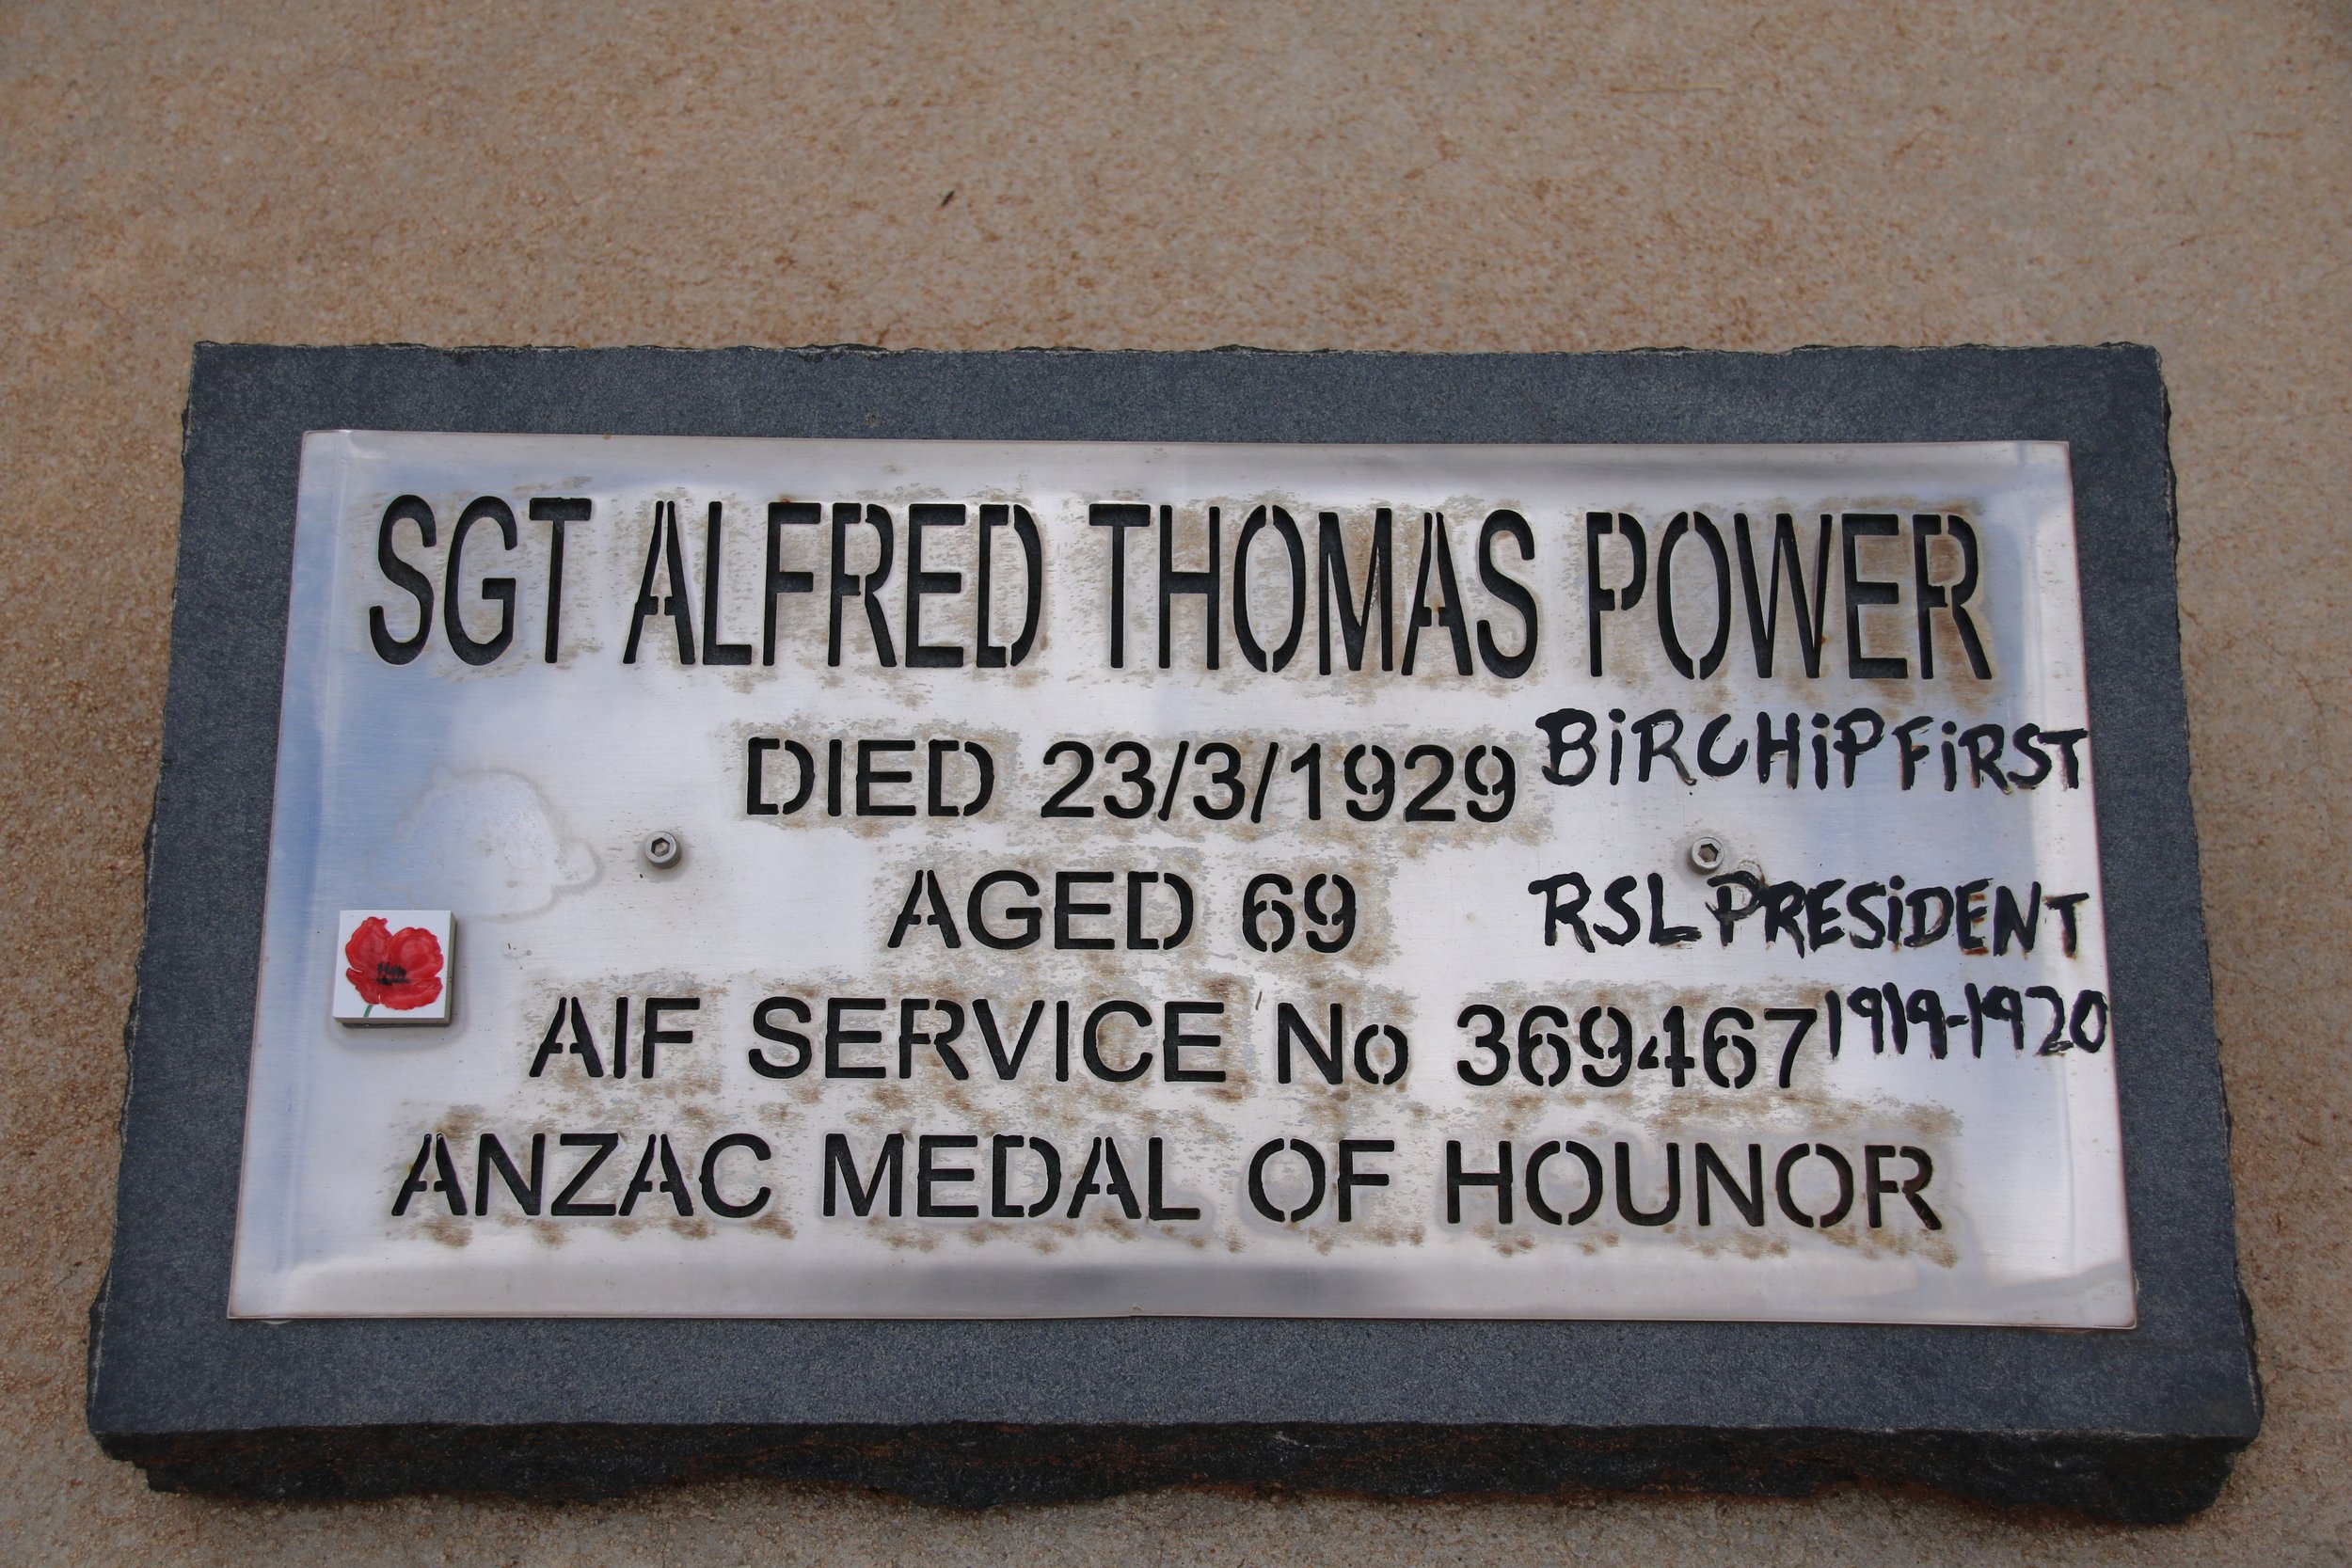 SGT ALFRED THOMAS POWER
DIED 23/3/1929
BiRCHiP FiRST
AGED 69
RSL PRESiDENT
AIF SERVICE No 369467
1919-1920
ANZAC MEDAL OF HOUNOR